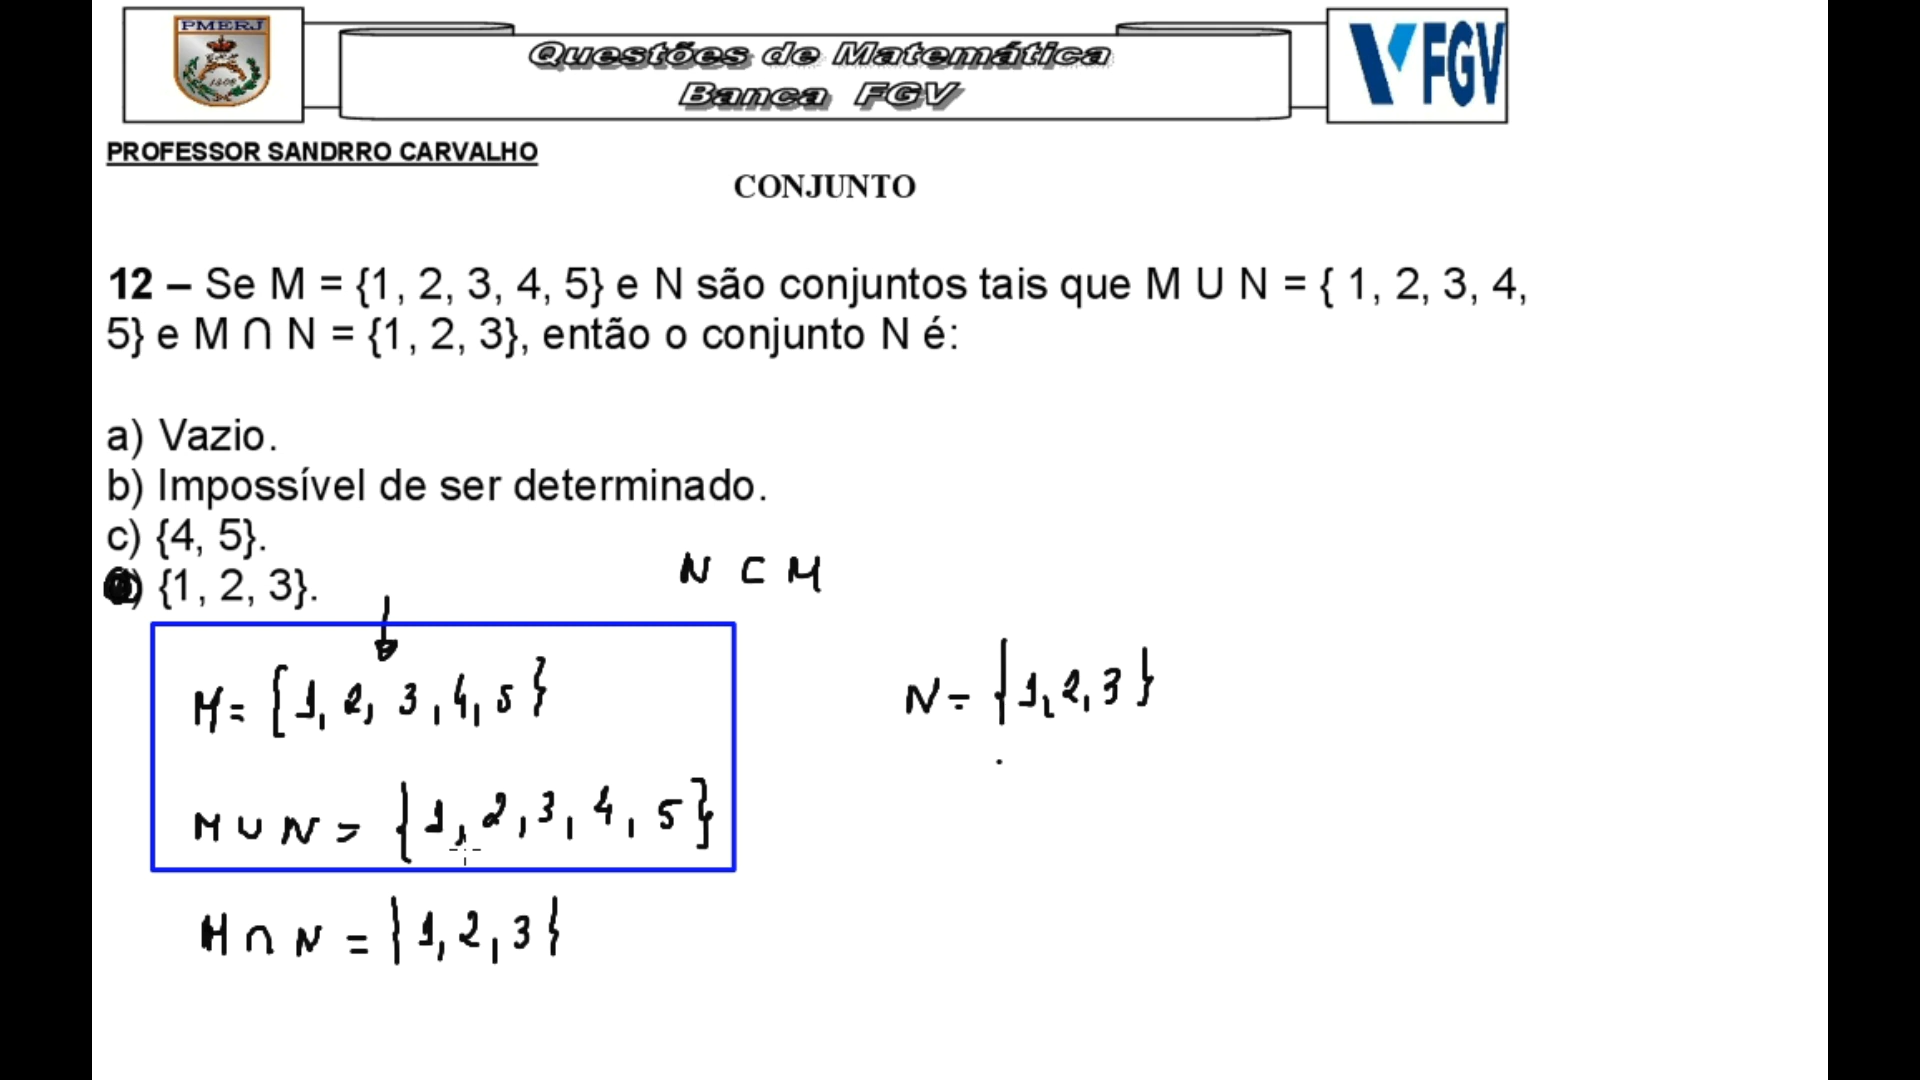 PMERJ
1809
Questões de Matemática
Banca FGV
FGV
PROFESSOR SANDRRO CARVALHO
CONJUNTO
12 – Se M = {1, 2, 3, 4, 5} e N são conjuntos tais que M U N = { 1, 2, 3, 4,
5} e M ∩ N = {1, 2, 3}, então o conjunto N é:
a) Vazio.
b) Impossível de ser determinado.
c) {4, 5}.
d) {1, 2, 3}.
N ⊂ M
M = {1, 2, 3, 4, 5}
N = {1, 2, 3}
M ∪ N = {1, 2, 3, 4, 5}
M ∩ N = {1, 2, 3}